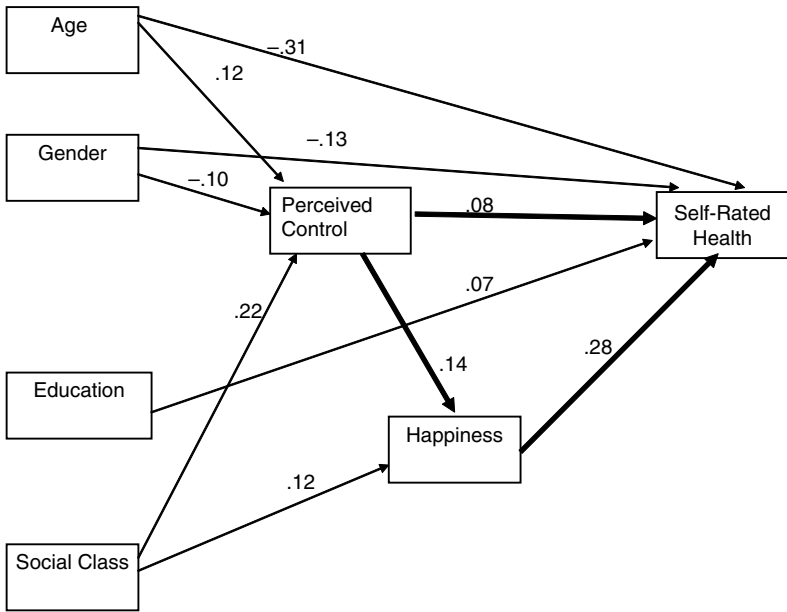 Age
–.31
.12
Gender
–.13
–.10
Perceived
Control
.08
Self-Rated
Health
.22
.07
.14
.28
Education
Happiness
.12
Social Class